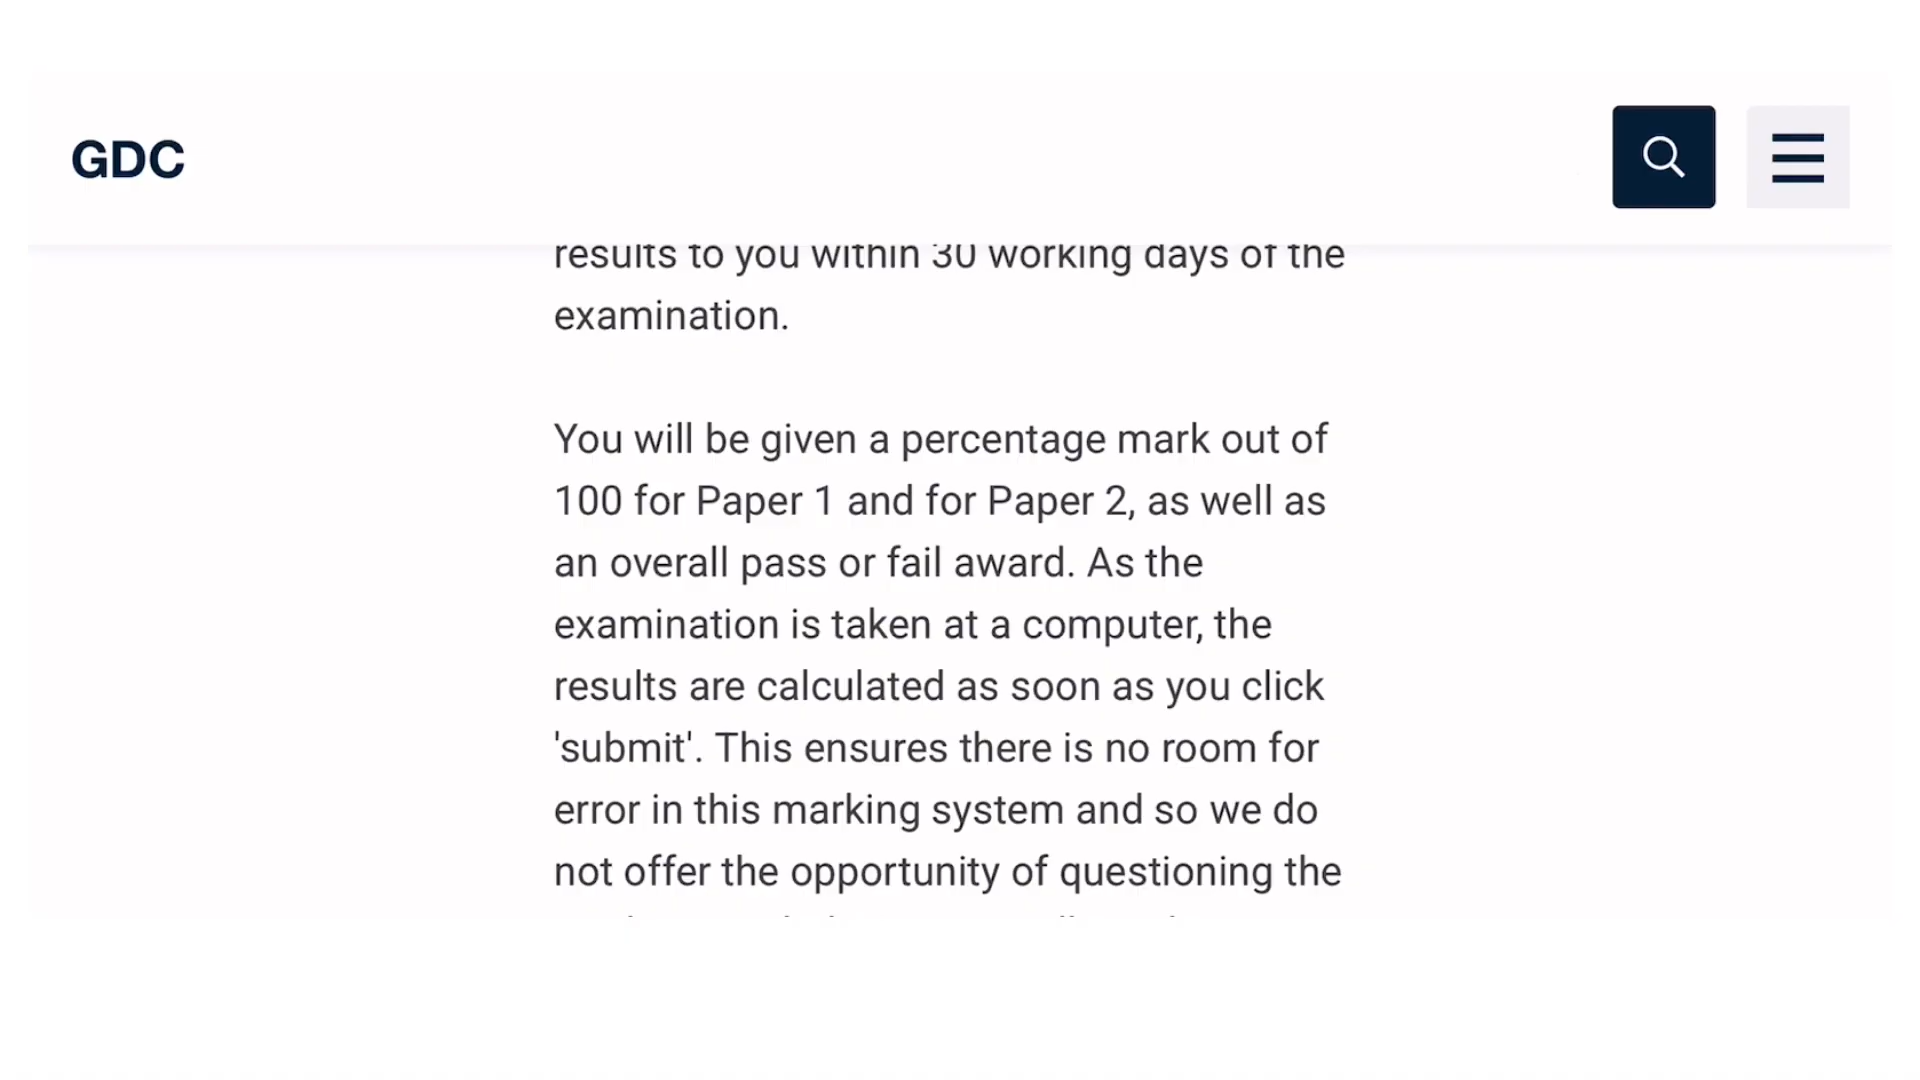 GDC
results to you within 30 working days of the
examination.
You will be given a percentage mark out of
100 for Paper 1 and for Paper 2, as well as
an overall pass or fail award. As the
examination is taken at a computer, the
results are calculated as soon as you click
'submit'. This ensures there is no room for
error in this marking system and so we do
not offer the opportunity of questioning the